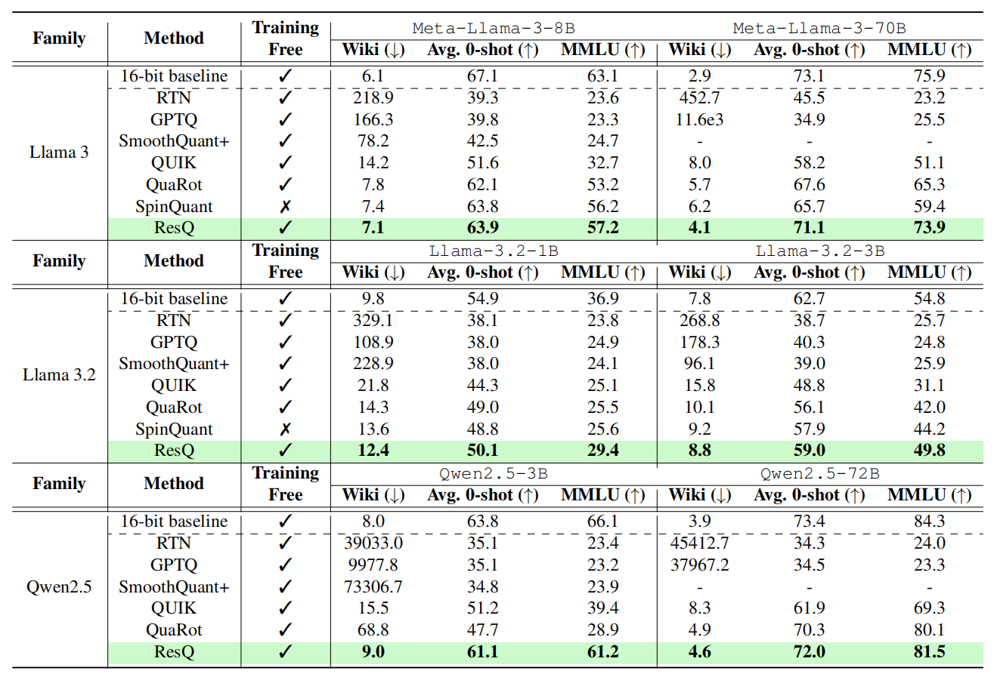 Family Method Training Free Meta-Llama-3-8B Meta-Llama-3-70B
Wiki (↓) Avg. 0-shot (↑) MMLU (↑) Wiki (↓) Avg. 0-shot (↑) MMLU (↑)
16-bit baseline ✓ 6.1 67.1 63.1 2.9 73.1 75.9
RTN ✓ 218.9 39.3 23.6 452.7 45.5 23.2
GPTQ ✓ 166.3 39.8 23.3 11.6e3 34.9 25.5
SmoothQuant+ ✓ 78.2 42.5 24.7 - - -
Llama 3
QUIK ✓ 14.2 51.6 32.7 8.0 58.2 51.1
QuaRot ✓ 7.8 62.1 53.2 5.7 67.6 65.3
SpinQuant ✗ 7.4 63.8 56.2 6.2 65.7 59.4
ResQ ✓ 7.1 63.9 57.2 4.1 71.1 73.9
Family Method Training Free Llama-3.2-1B Llama-3.2-3B
Wiki (↓) Avg. 0-shot (↑) MMLU (↑) Wiki (↓) Avg. 0-shot (↑) MMLU (↑)
16-bit baseline ✓ 9.8 54.9 36.9 7.8 62.7 54.8
RTN ✓ 329.1 38.1 23.8 268.8 38.7 25.7
GPTQ ✓ 108.9 38.0 24.9 178.3 40.3 24.8
SmoothQuant+ ✓ 228.9 38.0 24.1 96.1 39.0 25.9
Llama 3.2
QUIK ✓ 21.8 44.3 25.1 15.8 48.8 31.1
QuaRot ✓ 14.3 49.0 25.5 10.1 56.1 42.0
SpinQuant ✗ 13.6 48.8 25.6 9.2 57.9 44.2
ResQ ✓ 12.4 50.1 29.4 8.8 59.0 49.8
Family Method Training Free Qwen2.5-3B Qwen2.5-72B
Wiki (↓) Avg. 0-shot (↑) MMLU (↑) Wiki (↓) Avg. 0-shot (↑) MMLU (↑)
16-bit baseline ✓ 8.0 63.8 66.1 3.9 73.4 84.3
RTN ✓ 39033.0 35.1 23.4 45412.7 34.3 24.0
GPTQ ✓ 9977.8 35.1 23.2 37967.2 34.5 23.3
Qwen2.5 SmoothQuant+ ✓ 73306.7 34.8 23.9 - - -
QUIK ✓ 15.5 51.2 39.4 8.3 61.9 69.3
QuaRot ✓ 68.8 47.7 28.9 4.9 70.3 80.1
ResQ ✓ 9.0 61.1 61.2 4.6 72.0 81.5